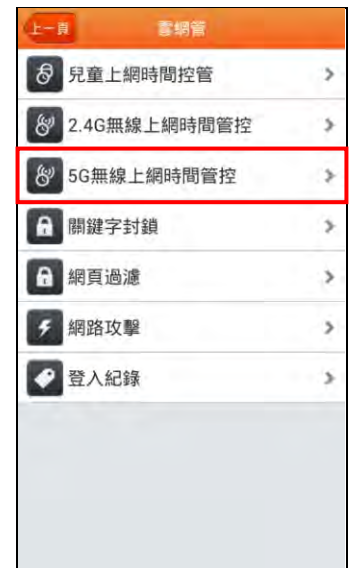 上一頁
雲網管
兒童上網時間控管
2.4G無線上網時間管控
5G無線上網時間管控
關鍵字封鎖
網頁過濾
網路攻擊
登入紀錄